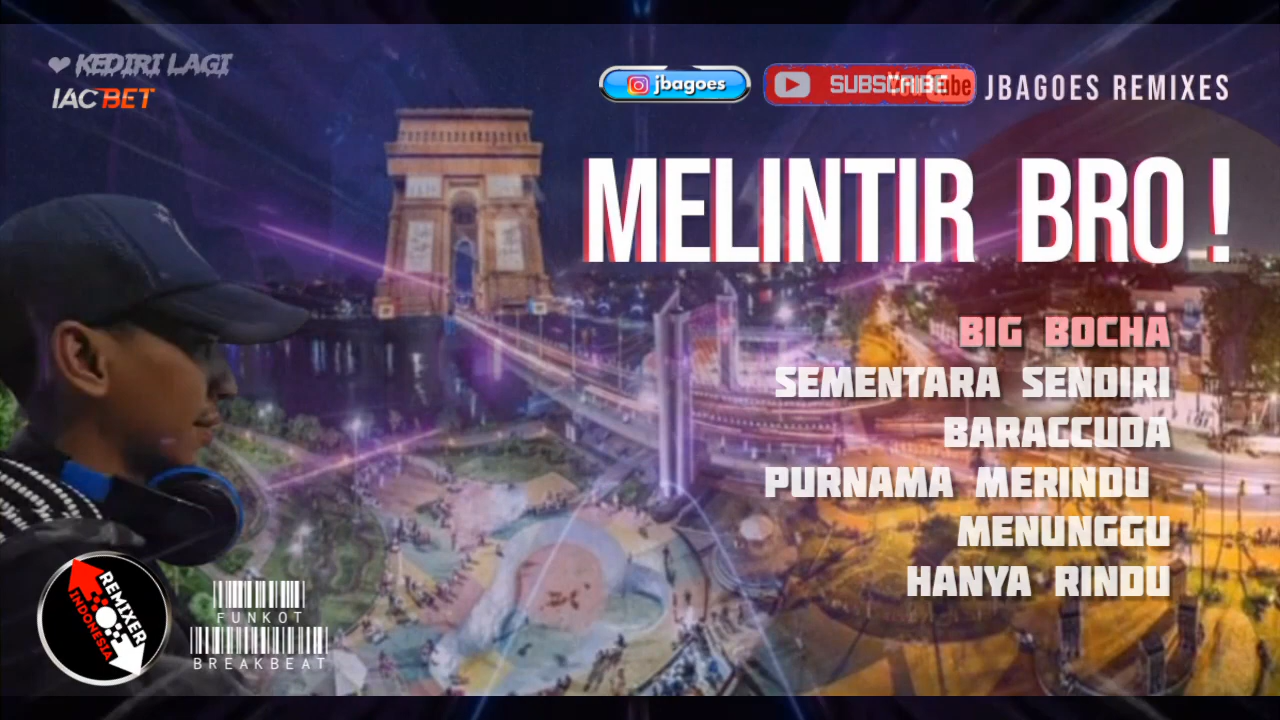 ❤ KEDIRI LAGI
IACBET
jbagoes
SUBSCRIBE
YouTube
JBAGOES REMIXES
MELINTIR BRO !
BIG BOCHA
SEMENTARA SENDIRI
BARACCUDA
PURNAMA MERINDU
MENUNGGU
HANYA RINDU
REMIXER
INDONESIA
FUNKOT
BREAKBEAT